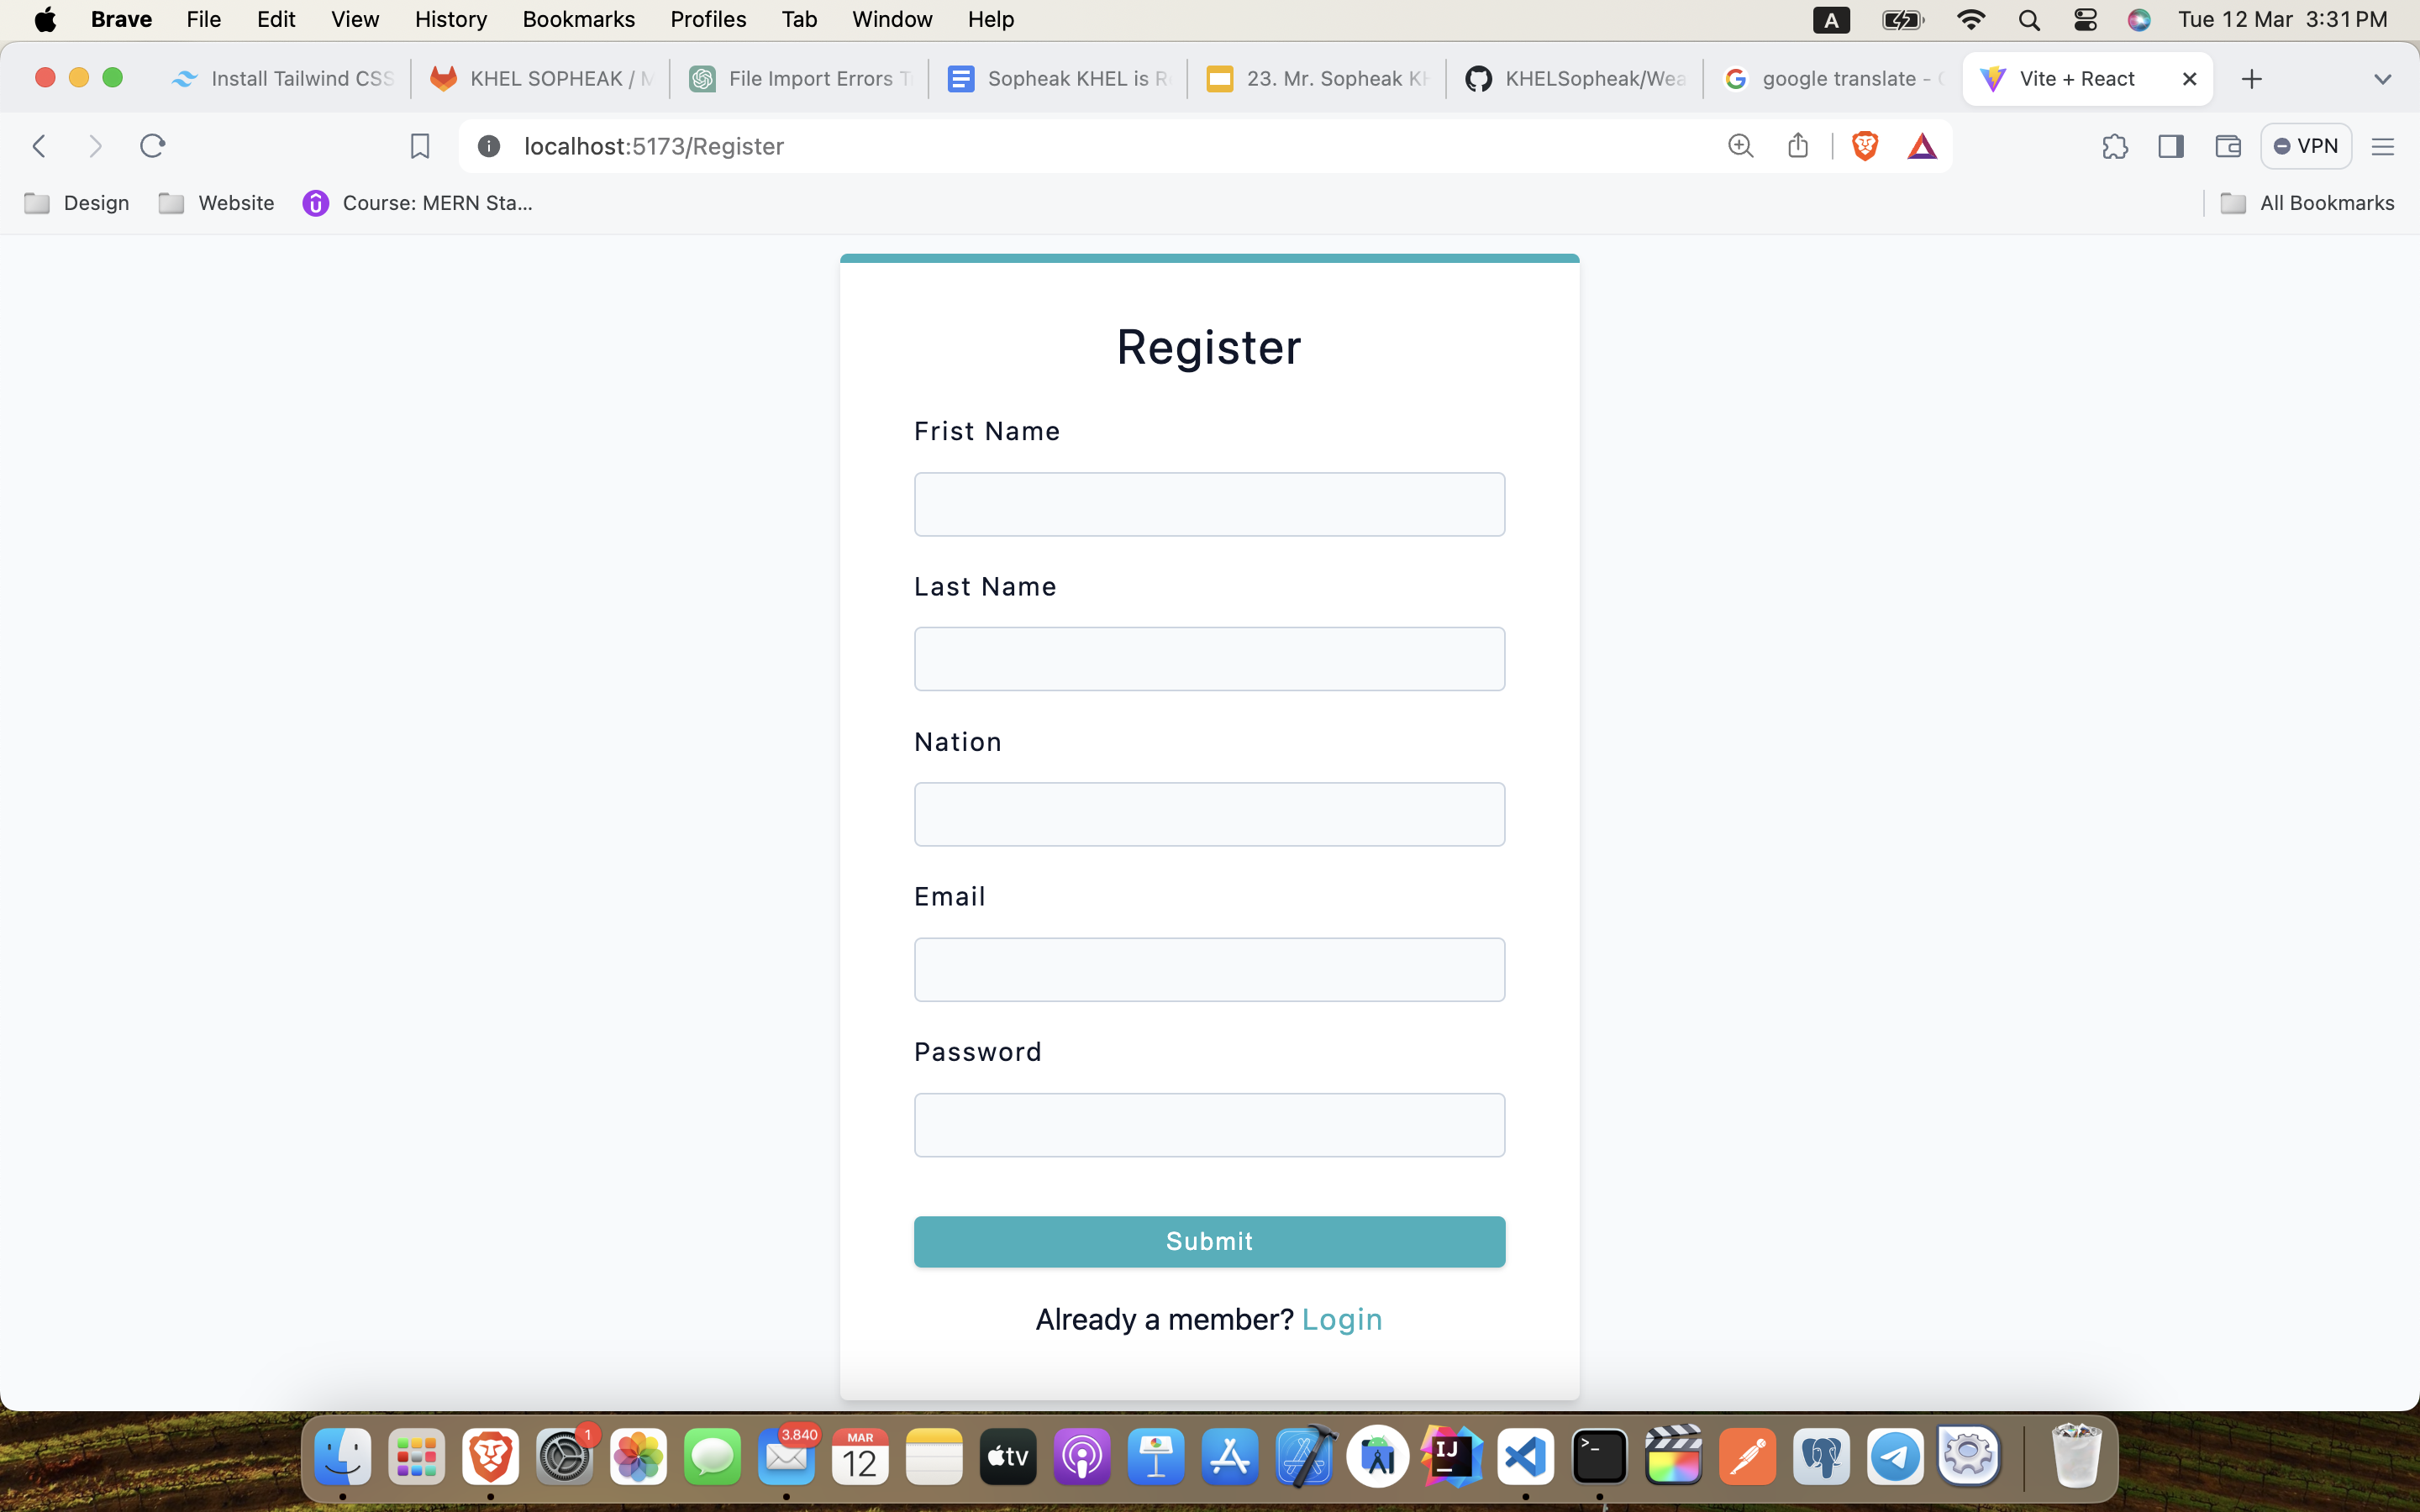 Brave File Edit View History Bookmarks Profiles Tab Window Help A Tue 12 Mar 3:31 PM
Install Tailwind CSS KHEL SOPHEAK / File Import Errors Sopheak KHEL is 23. Mr. Sopheak KHELSopheak/Wea google translate - Vite + React
localhost:5173/Register VPN
Design Website Course: MERN Sta... All Bookmarks
Register
Frist Name
Last Name
Nation
Email
Password
Submit
Already a member? Login
1 3.840 MAR 12 tv IJ >_